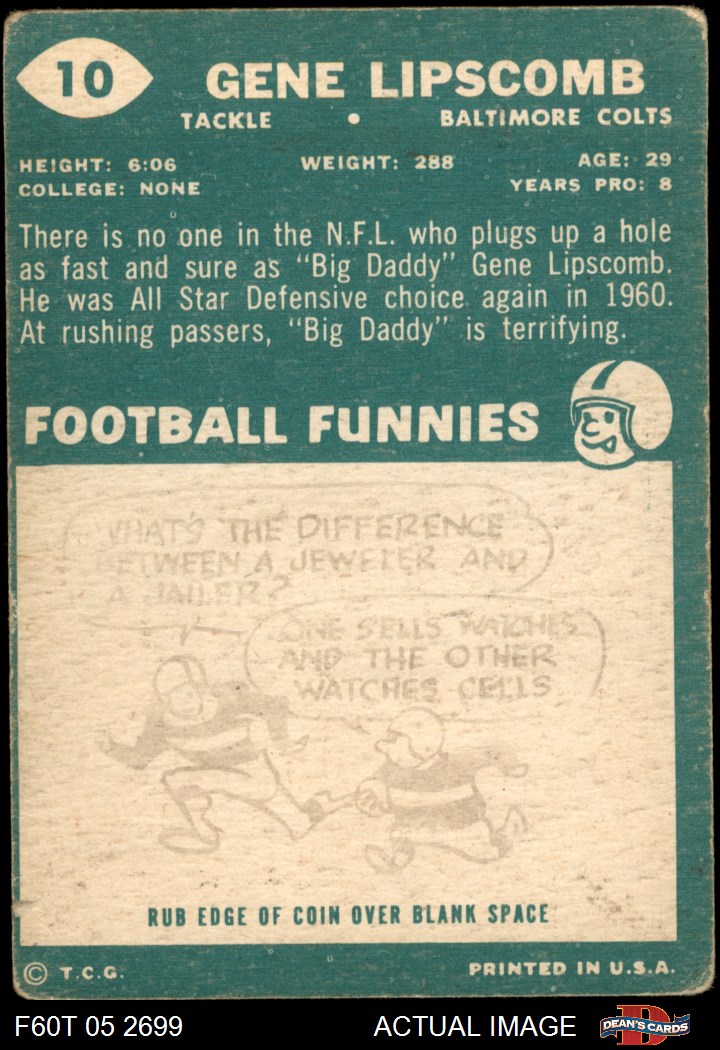 10
GENE LIPSCOMB
TACKLE • BALTIMORE COLTS
HEIGHT: 6:06 WEIGHT: 288 AGE: 29
COLLEGE: NONE YEARS PRO: 8
There is no one in the N.F.L. who plugs up a hole
as fast and sure as "Big Daddy" Gene Lipscomb.
He was All Star Defensive choice again in 1960.
At rushing passers, "Big Daddy" is terrifying.
FOOTBALL FUNNIES
WHAT'S THE DIFFERENCE
BETWEEN A JEWELER AND
A JAILER?
ONE SELLS WATCHES
AND THE OTHER
WATCHES CELLS
RUB EDGE OF COIN OVER BLANK SPACE
© T.C.G. PRINTED IN U.S.A.
F60T 05 2699 ACTUAL IMAGE DEAN'S CARDS